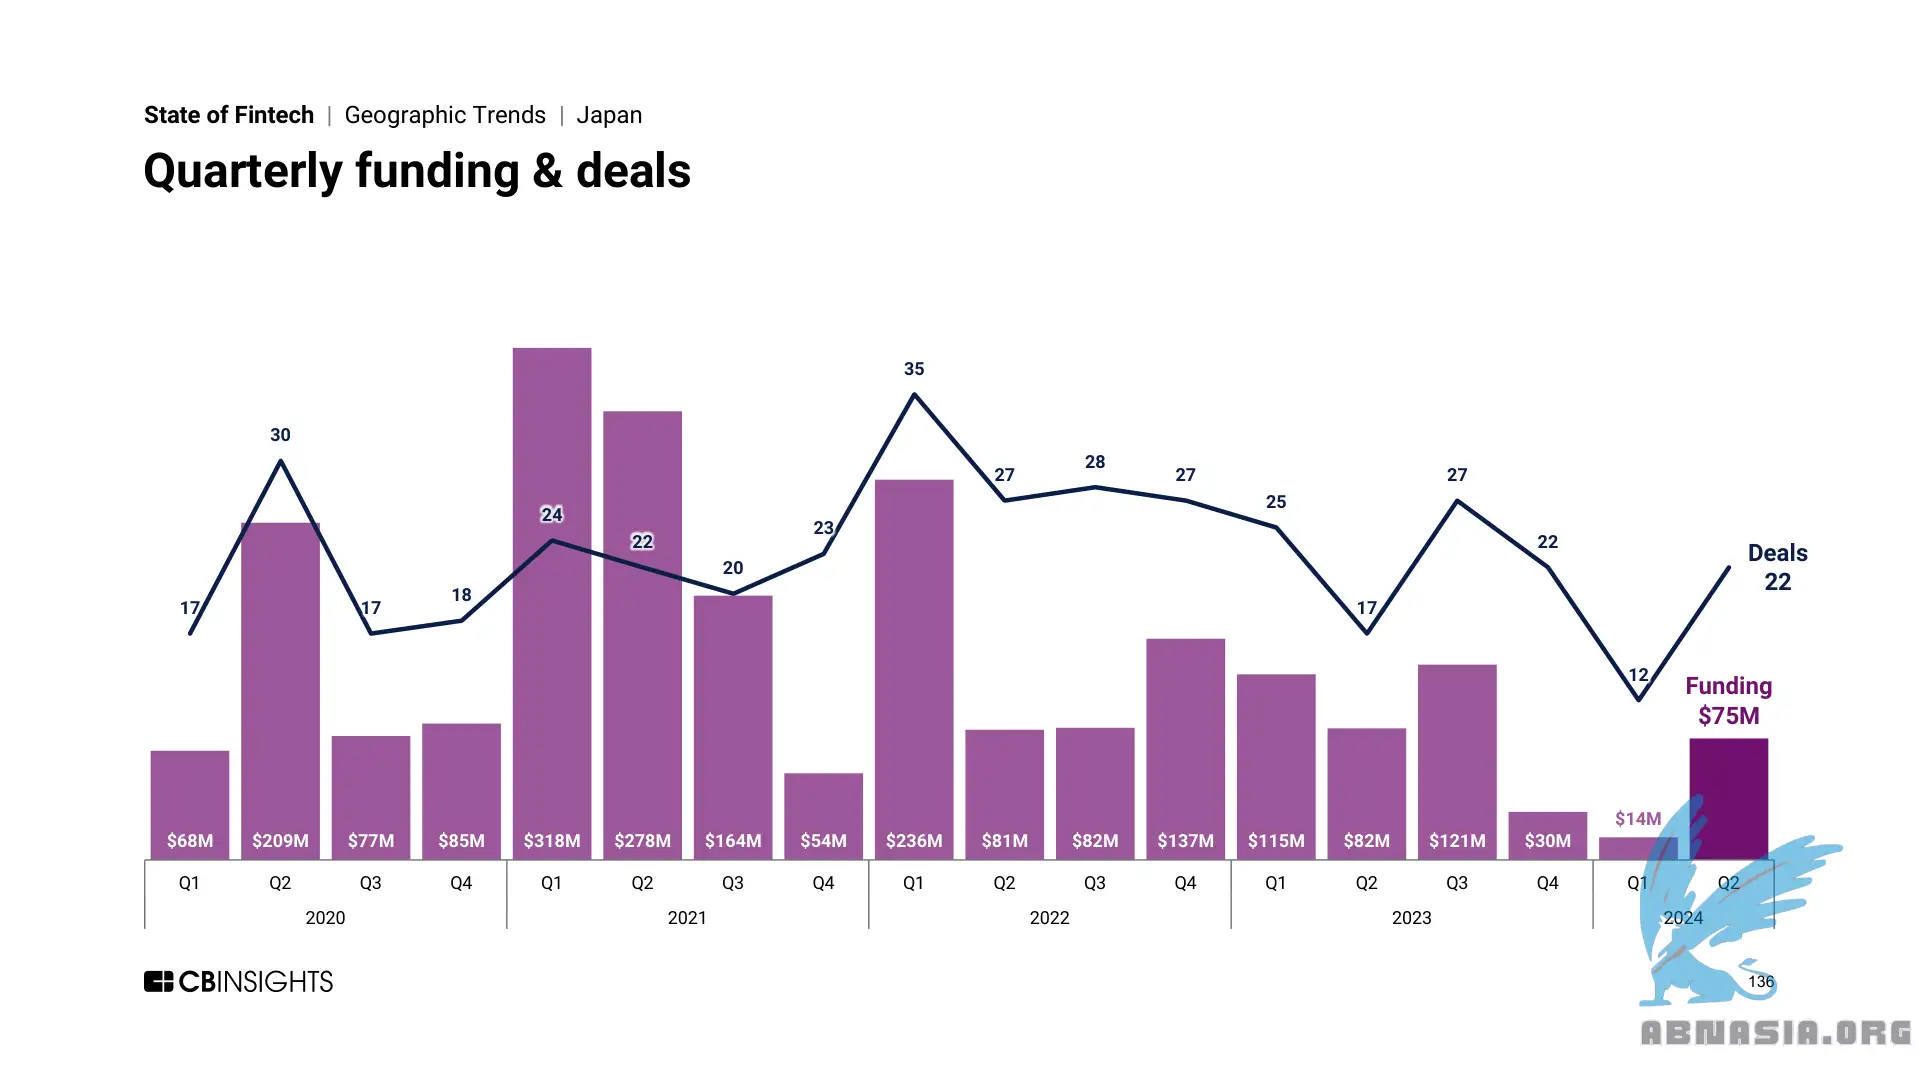 State of Fintech | Geographic Trends | Japan
Quarterly funding & deals
35
30
28
27
27
27
25
24
23
22
22
20
18
17
17
17
12
Deals
22
Funding
$75M
$68M $209M $77M $85M $318M $278M $164M $54M $236M $81M $82M $137M $115M $82M $121M $30M $14M
Q1 Q2 Q3 Q4 Q1 Q2 Q3 Q4 Q1 Q2 Q3 Q4 Q1 Q2 Q3 Q4 Q1 Q2
2020 2021 2022 2023 2024
CBINSIGHTS
136
ABNASIA.ORG